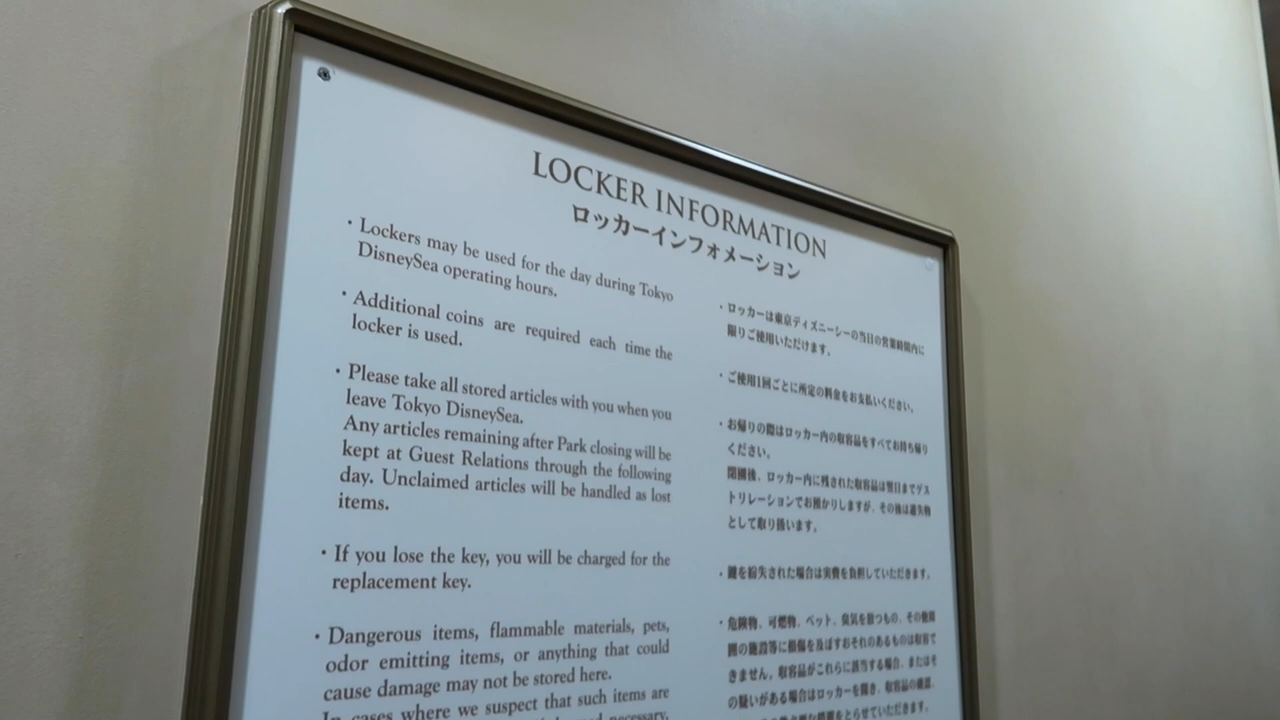 LOCKER INFORMATION
ロッカーインフォメーション
・Lockers may be used for the day during Tokyo
DisneySea operating hours.
・Additional coins are required each time the
locker is used.
・Please take all stored articles with you when you
leave Tokyo DisneySea.
Any articles remaining after Park closing will be
kept at Guest Relations through the following
day. Unclaimed articles will be handled as lost
items.
・If you lose the key, you will be charged for the
replacement key.
・Dangerous items, flammable materials, pets,
odor emitting items, or anything that could
cause damage may not be stored here.
In cases where we suspect that such items are
necessary,
・ロッカーは東京ディズニーシーの当日の営業時間内に
限りご使用いただけます。
・ご使用1回ごとに所定の料金をお支払いください。
・お帰りの際はロッカー内の収容品をすべてお持ち帰り
ください。
閉園後、ロッカー内に残された収容品は翌日までゲス
トリレーションでお預かりしますが、その後は遺失物
として取り扱います。
・鍵を紛失された場合は実費を負担していただきます。
・危険物、可燃物、ペット、臭気を放つもの、その他周
囲の施設等に損傷を及ぼすおそれのあるものは収容で
きません。収容品がこれらに該当する場合、またはそ
の疑いがある場合はロッカーを開き、収容品の確認、
措置をとらせていただきます。